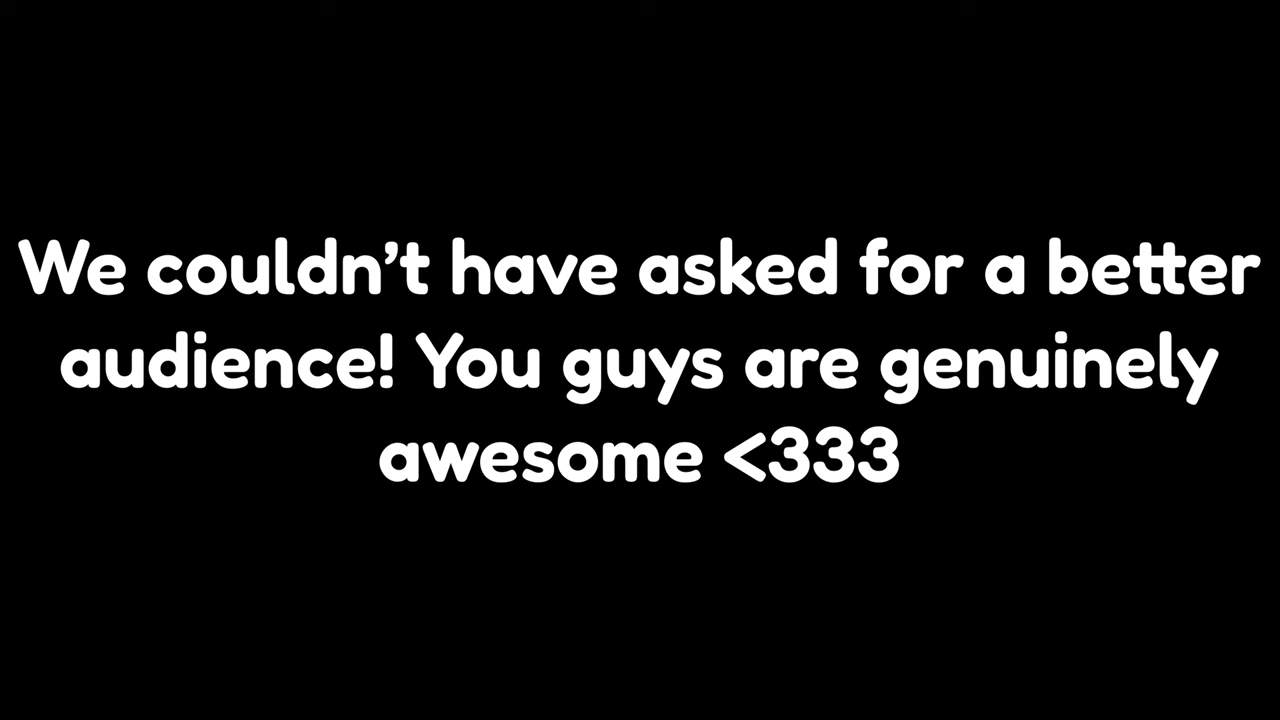 We couldn’t have asked for a better
audience! You guys are genuinely
awesome <333